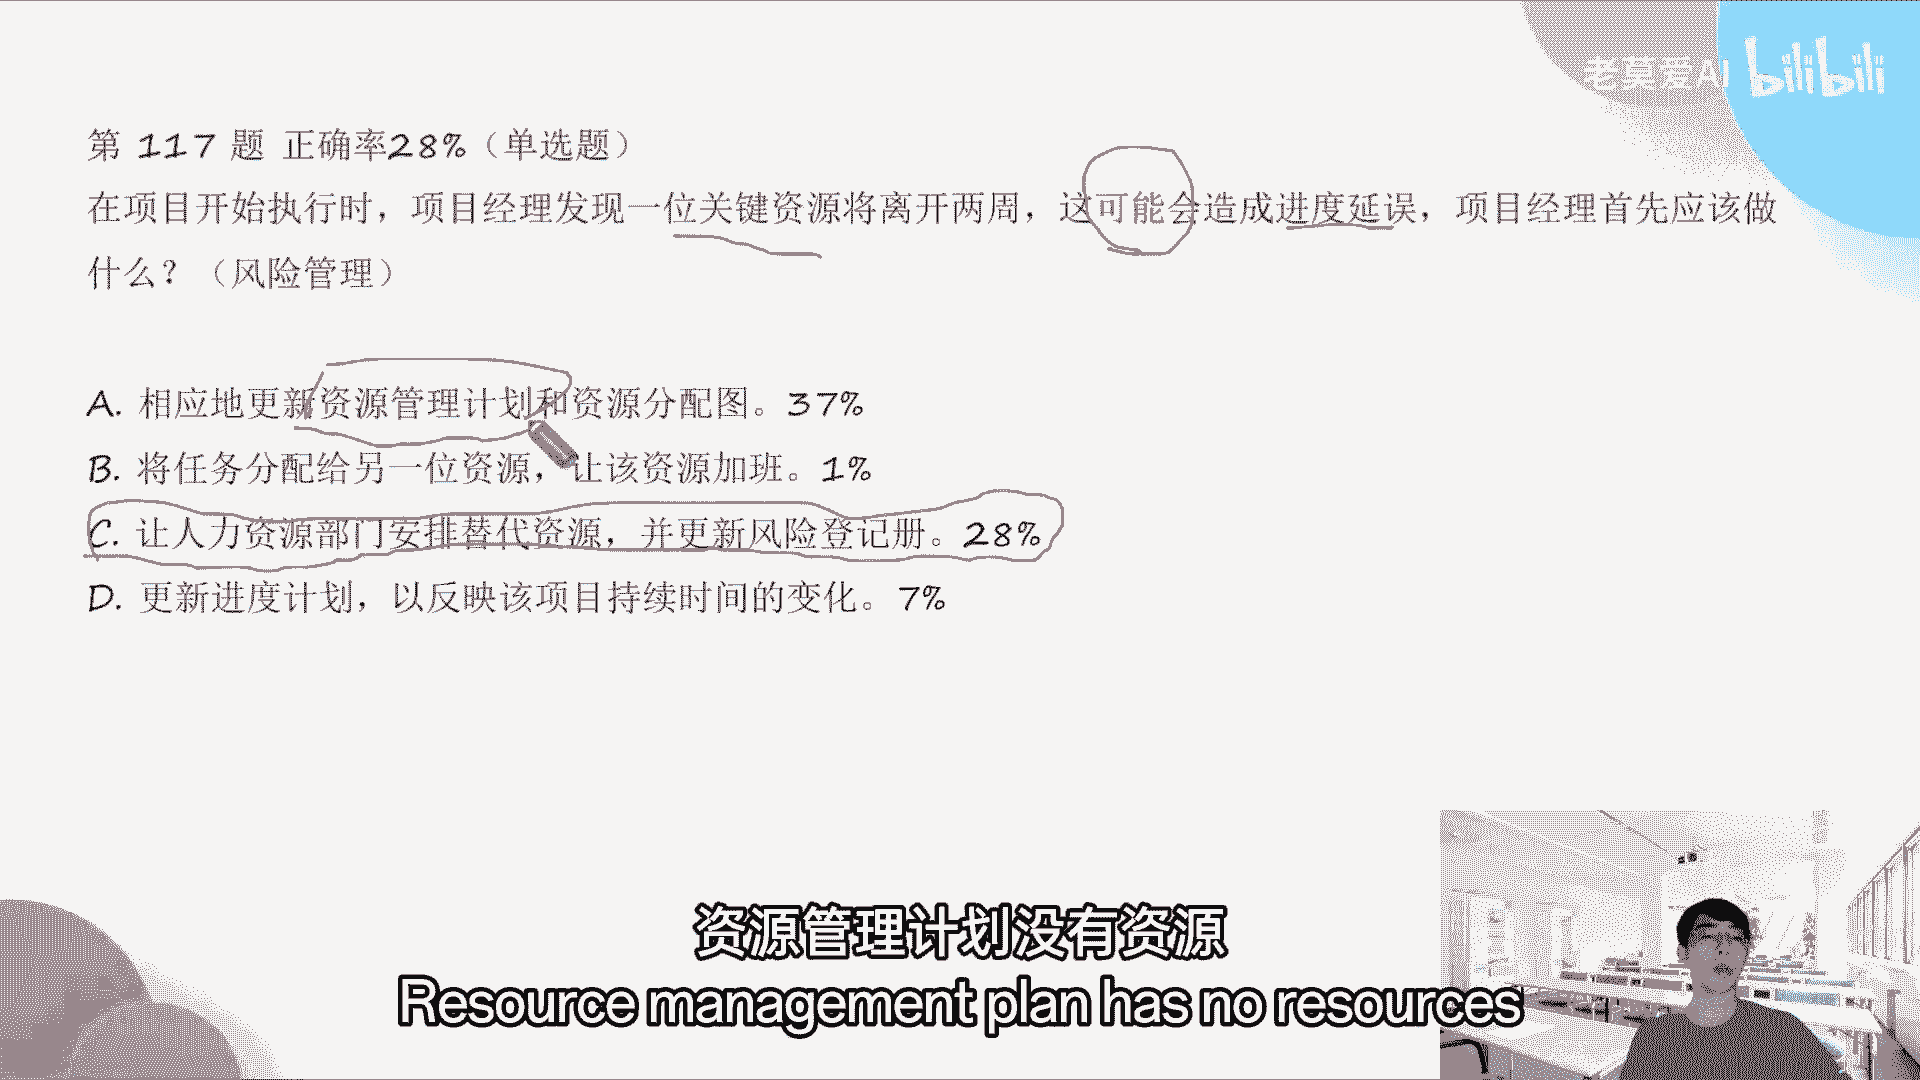 老莫爱AI bilibili
第 117 题 正确率28%（单选题）
在项目开始执行时，项目经理发现一位关键资源将离开两周，这可能会造成进度延误，项目经理首先应该做
什么？（风险管理）
A. 相应地更新资源管理计划和资源分配图。37%
B. 将任务分配给另一位资源，让该资源加班。1%
C. 让人力资源部门安排替代资源，并更新风险登记册。28%
D. 更新进度计划，以反映该项目持续时间的变化。7%
资源管理计划没有资源
Resource management plan has no resources